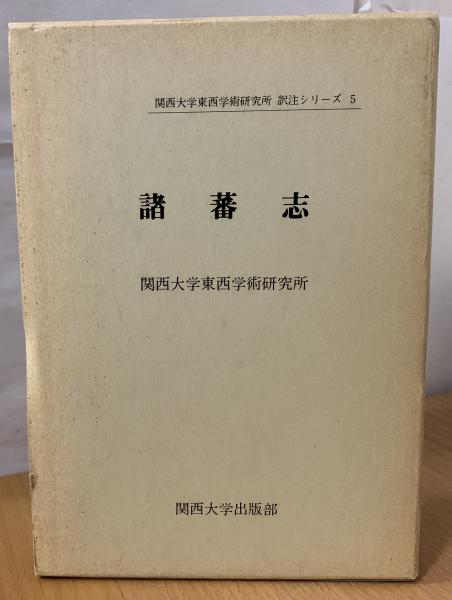 関西大学東西学術研究所 訳注シリーズ 5
諸蕃志
関西大学東西学術研究所
関西大学出版部